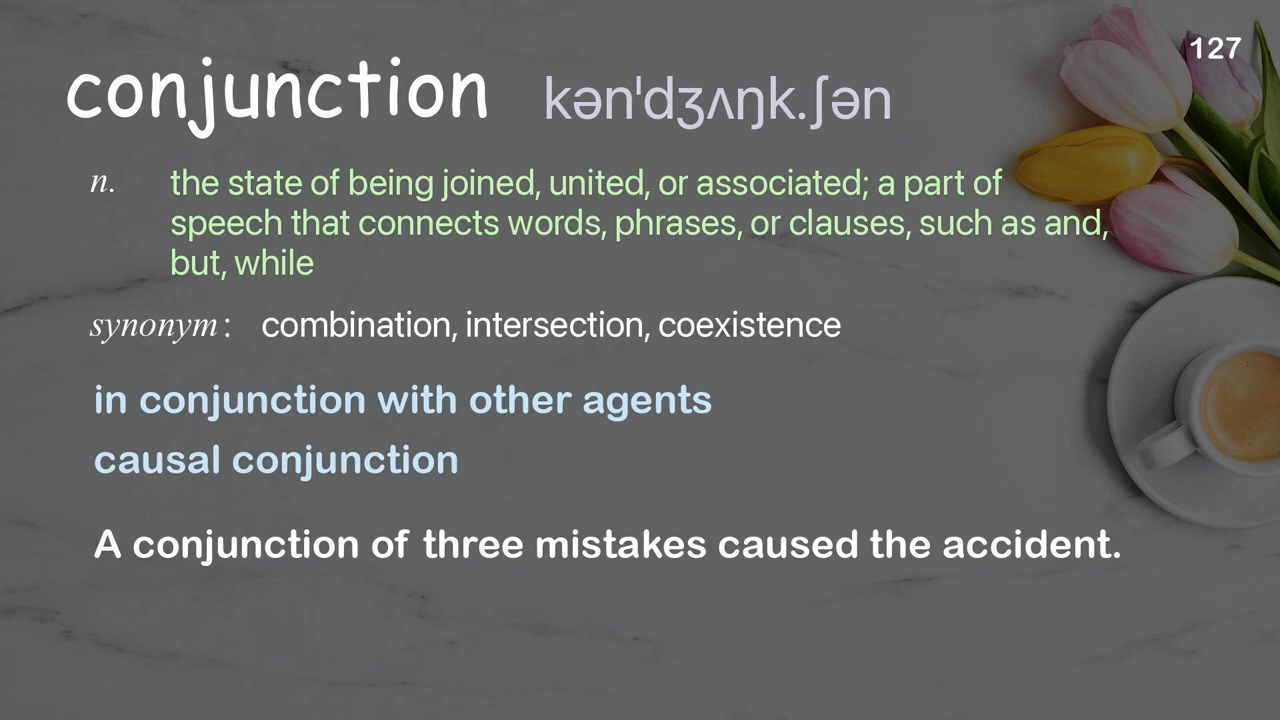 127
conjunction kən'dʒʌŋk.ʃən
n. the state of being joined, united, or associated; a part of
speech that connects words, phrases, or clauses, such as and,
but, while
synonym: combination, intersection, coexistence
in conjunction with other agents
causal conjunction
A conjunction of three mistakes caused the accident.